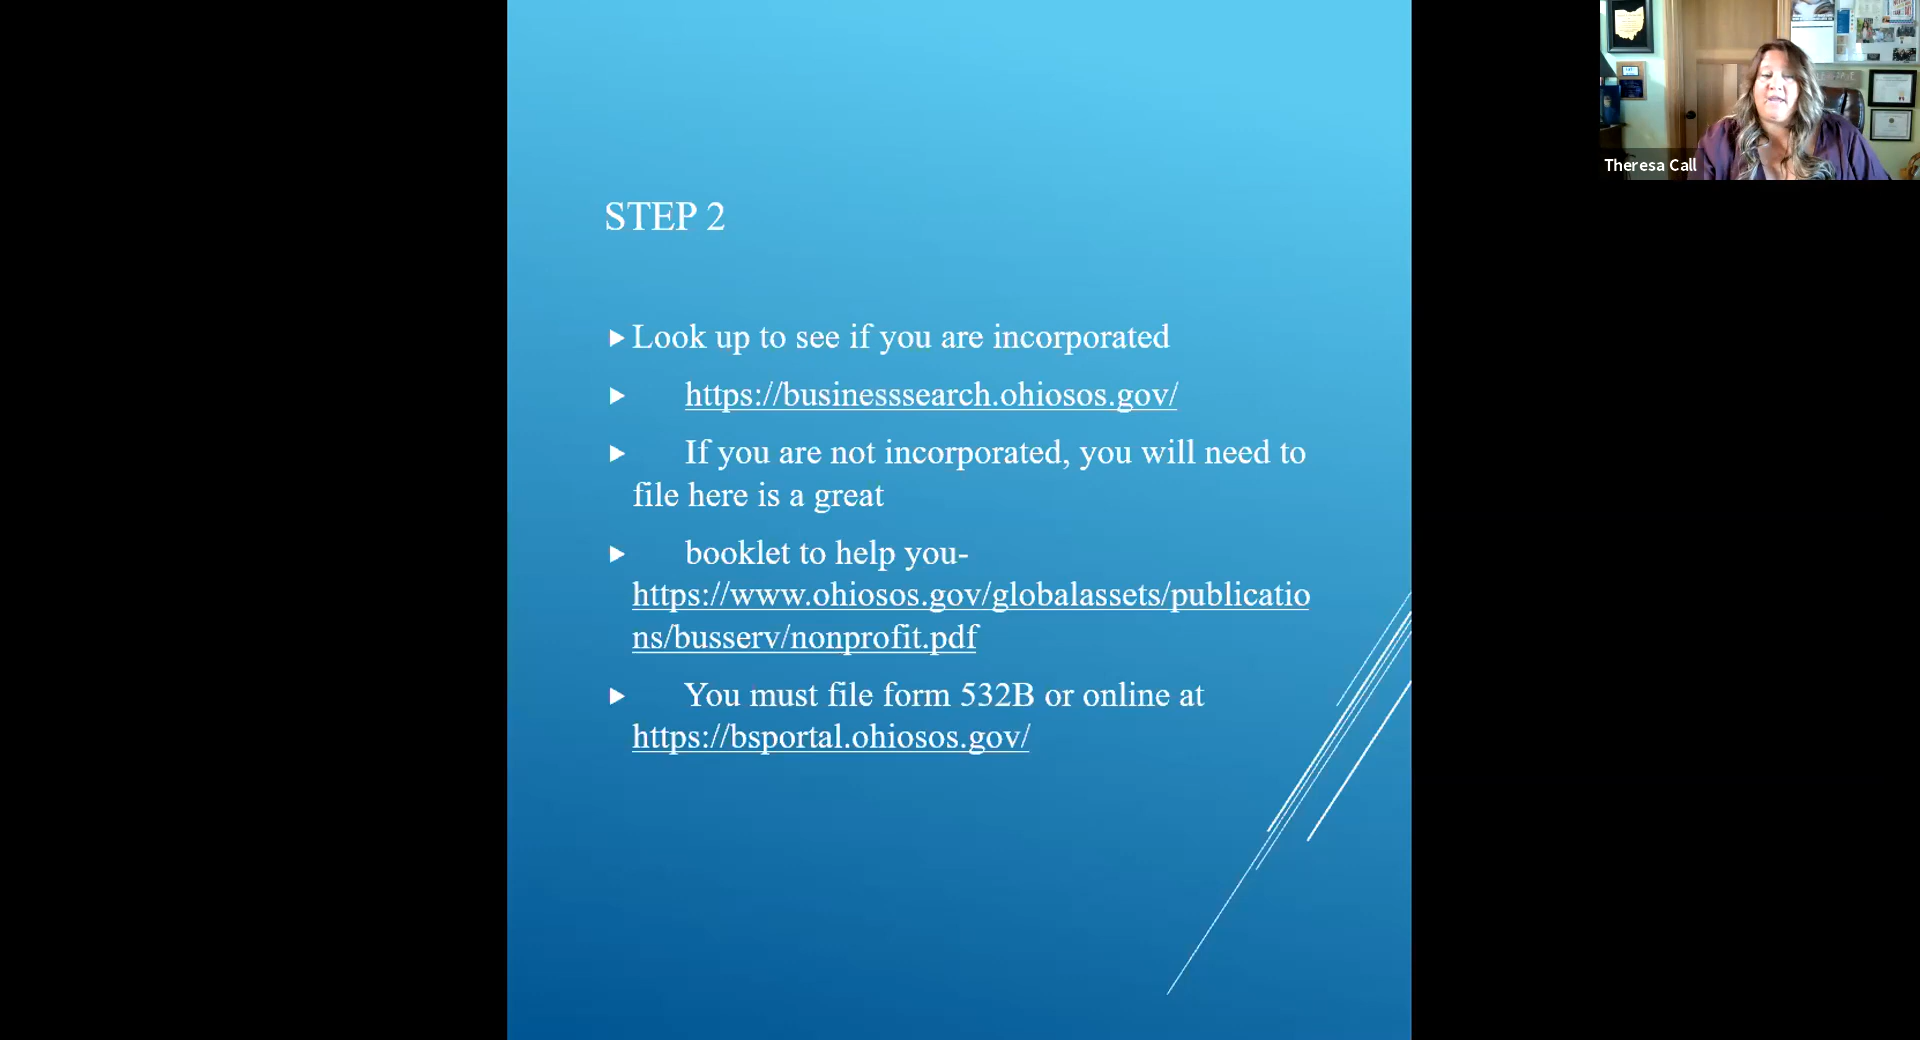 STEP 2
Look up to see if you are incorporated
https://businesssearch.ohiosos.gov/
If you are not incorporated, you will need to
file here is a great
booklet to help you-
https://www.ohiosos.gov/globalassets/publicatio
ns/busserv/nonprofit.pdf
You must file form 532B or online at
https://bsportal.ohiosos.gov/
Theresa Call